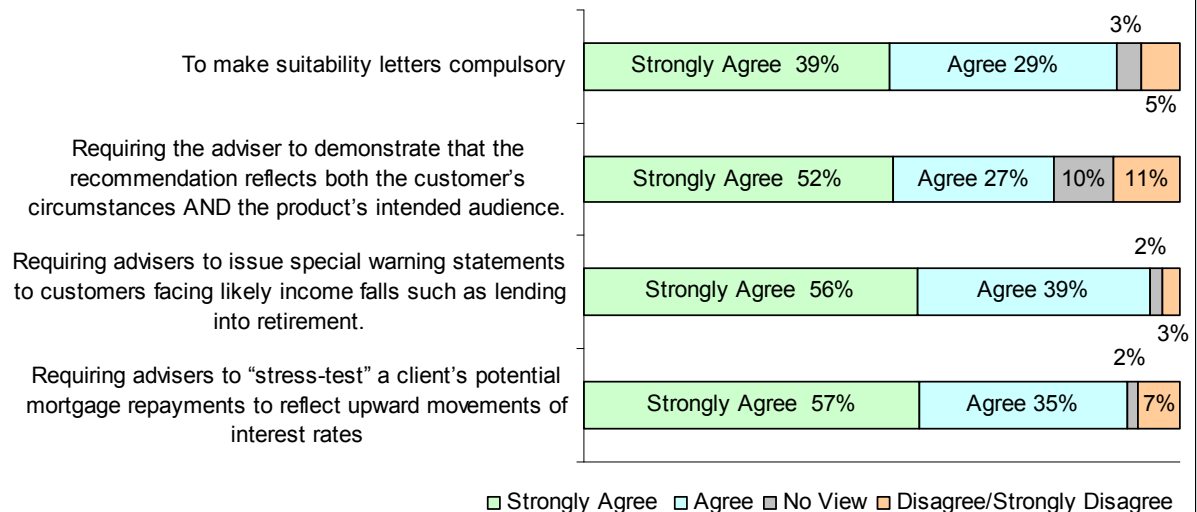 3%
To make suitability letters compulsory
Strongly Agree 39%
Agree 29%
5%
Requiring the adviser to demonstrate that the
recommendation reflects both the customer's
circumstances AND the product's intended audience.
Strongly Agree 52%
Agree 27%
10%
11%
2%
Requiring advisers to issue special warning statements
to customers facing likely income falls such as lending
into retirement.
Strongly Agree 56%
Agree 39%
3%
2%
Requiring advisers to “stress-test” a client's potential
mortgage repayments to reflect upward movements of
interest rates
Strongly Agree 57%
Agree 35%
7%
Strongly Agree Agree No View Disagree/Strongly Disagree